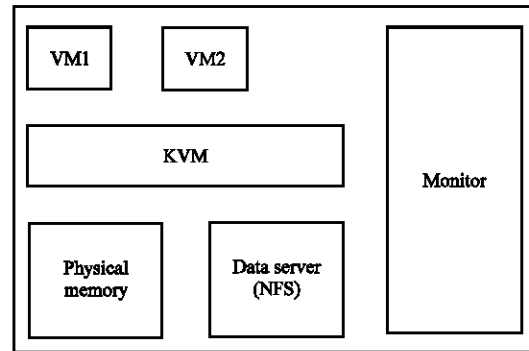 VM1
VM2
KVM
Monitor
Physical
memory
Data server
(NFS)